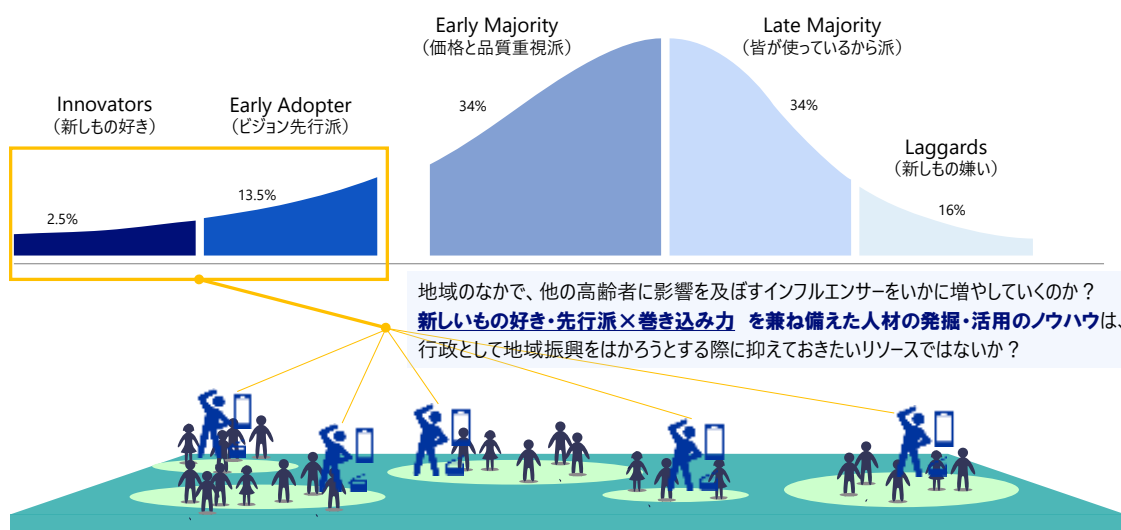 Innovators
（新しもの好き）
2.5%
Early Adopter
（ビジョン先行派）
13.5%
Early Majority
（価格と品質重視派）
34%
Late Majority
（皆が使っているから派）
34%
Laggards
（新しもの嫌い）
16%
地域のなかで、他の高齢者に影響を及ぼすインフルエンサーをいかに増やしていくのか？
新しいもの好き・先行派×巻き込み力 を兼ね備えた人材の発掘・活用のノウハウは、
行政として地域振興をはかろうとする際に抑えておきたいリソースではないか？